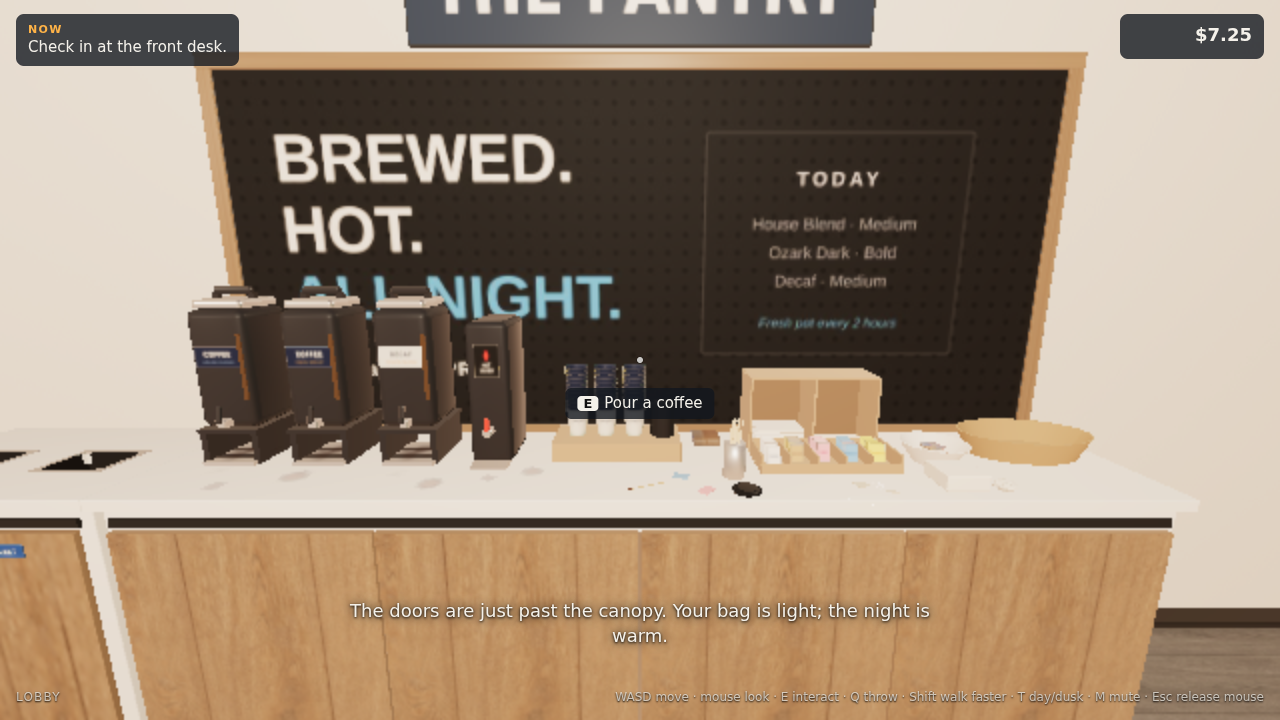 THE PANTRY
NOW
Check in at the front desk.
$7.25
BREWED.
HOT.
ALL NIGHT.
TODAY
House Blend · Medium
Ozark Dark · Bold
Decaf · Medium
Fresh pot every 2 hours
COFFEE
DECAF
E Pour a coffee
The doors are just past the canopy. Your bag is light; the night is
warm.
LOBBY
WASD move · mouse look · E interact · Q throw · Shift walk faster · T day/dusk · M mute · Esc release mouse